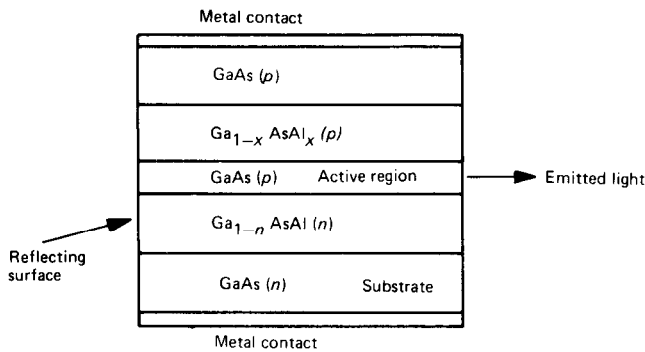 Metal contact
GaAs (p)
Ga₁₋ₓ AsAlₓ (p)
GaAs (p) Active region
Emitted light
Ga₁₋ₙ AsAl (n)
Reflecting
surface
GaAs (n) Substrate
Metal contact